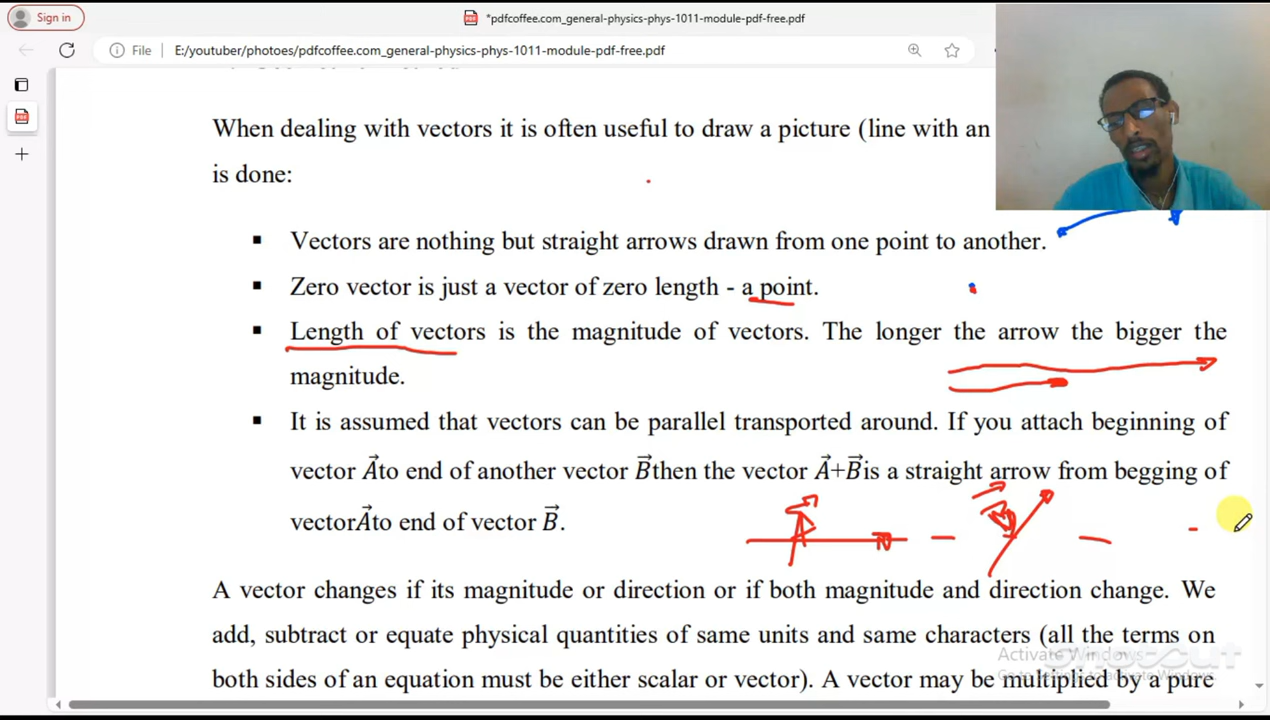 Sign in
*pdfcoffee.com_general-physics-phys-1011-module-pdf-free.pdf
File | E:/youtuber/photoes/pdfcoffee.com_general-physics-phys-1011-module-pdf-free.pdf
When dealing with vectors it is often useful to draw a picture (line with an
is done:
▪ Vectors are nothing but straight arrows drawn from one point to another.
▪ Zero vector is just a vector of zero length - a point.
▪ Length of vectors is the magnitude of vectors. The longer the arrow the bigger the
magnitude.
▪ It is assumed that vectors can be parallel transported around. If you attach beginning of
vector A⃗to end of another vector B⃗then the vector A⃗+B⃗is a straight arrow from begging of
vectorA⃗to end of vector B⃗.
A⃗ B⃗
A vector changes if its magnitude or direction or if both magnitude and direction change. We
add, subtract or equate physical quantities of same units and same characters (all the terms on
Activate Windows
Go to Settings to activate Windows.
both sides of an equation must be either scalar or vector). A vector may be multiplied by a pure